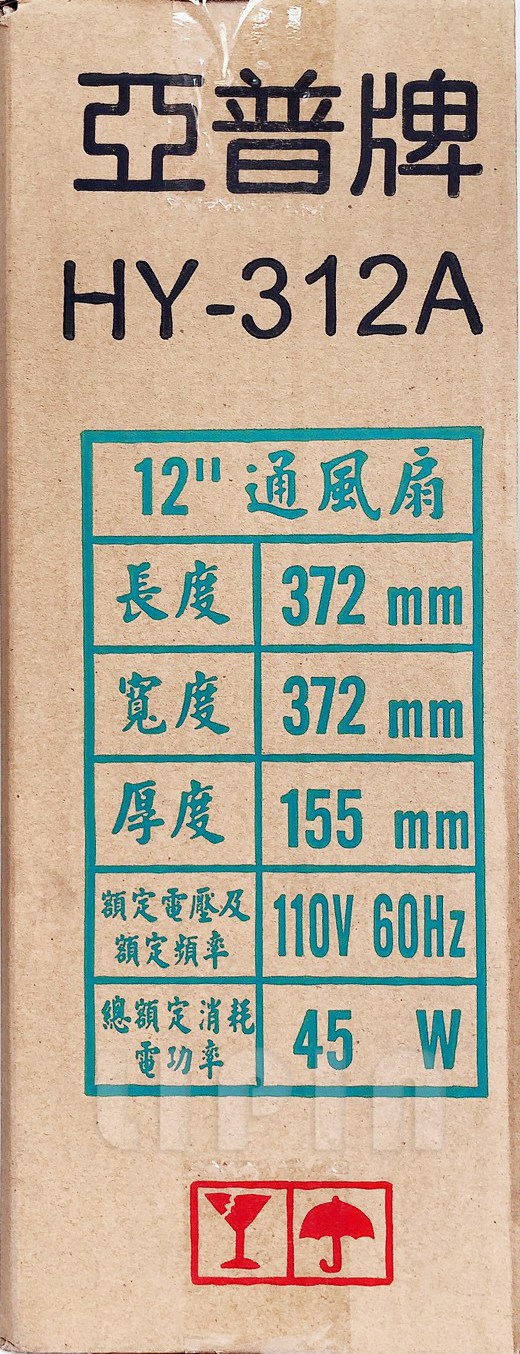 亞普牌
HY-312A
12" 通風扇
長度 372 mm
寬度 372 mm
厚度 155 mm
額定電壓及
額定頻率 110V 60Hz
總額定消耗
電功率 45 W